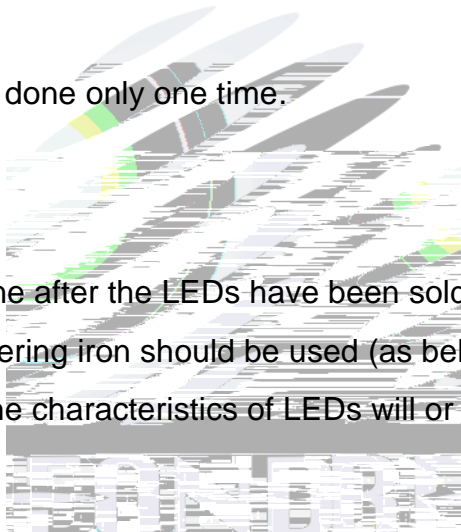 done only one time.
ne after the LEDs have been sold
ering iron should be used (as bel
ne characteristics of LEDs will or